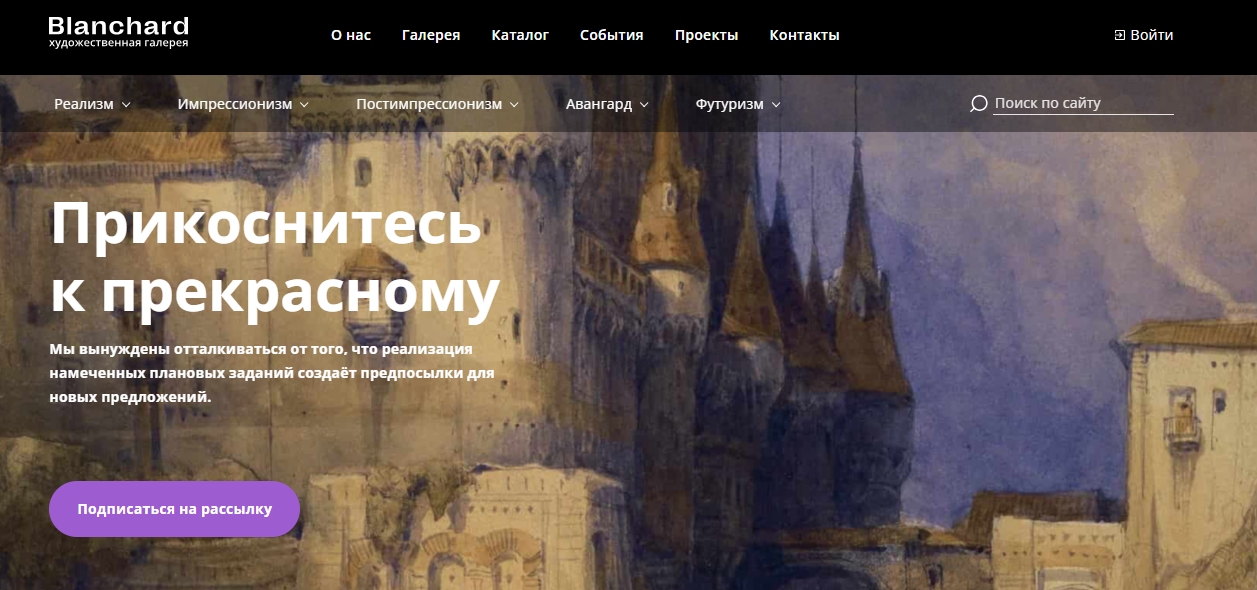 Blanchard
художественная галерея
О нас Галерея Каталог События Проекты Контакты
Войти
Реализм Импрессионизм Постимпрессионизм Авангард Футуризм
Поиск по сайту
Прикоснитесь
к прекрасному
Мы вынуждены отталкиваться от того, что реализация
намеченных плановых заданий создаёт предпосылки для
новых предложений.
Подписаться на рассылку